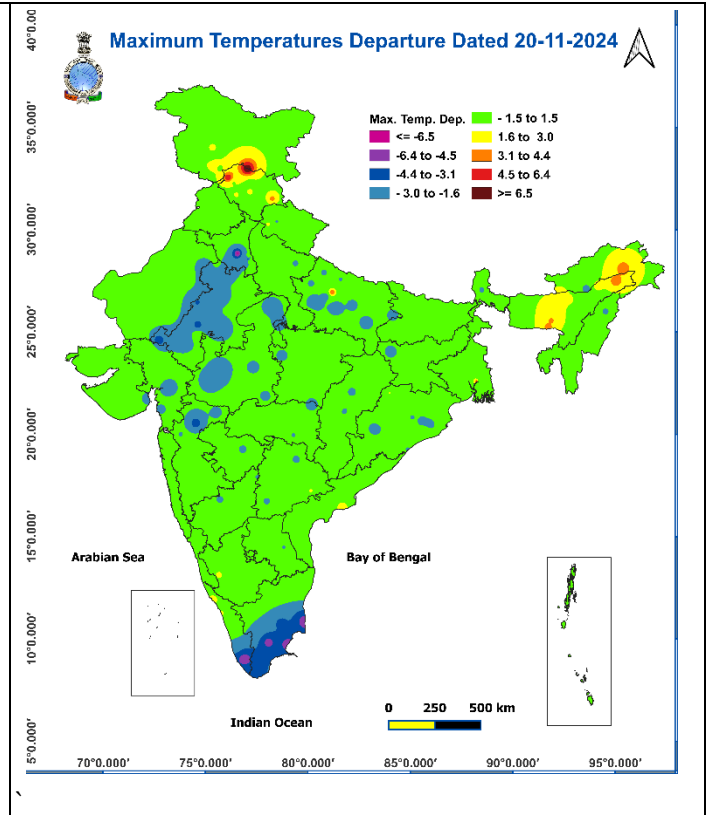 Maximum Temperatures Departure Dated 20-11-2024
Max. Temp. Dep.
<= -6.5
-6.4 to -4.5
-4.4 to -3.1
- 3.0 to -1.6
- 1.5 to 1.5
1.6 to 3.0
3.1 to 4.4
4.5 to 6.4
>= 6.5
40°0.000'
35°0.000'
30°0.000'
25°0.000'
20°0.000'
15°0.000'
10°0.000'
5°0.000'
Arabian Sea
Bay of Bengal
Indian Ocean
0 250 500 km
70°0.000' 75°0.000' 80°0.000' 85°0.000' 90°0.000' 95°0.000'
`